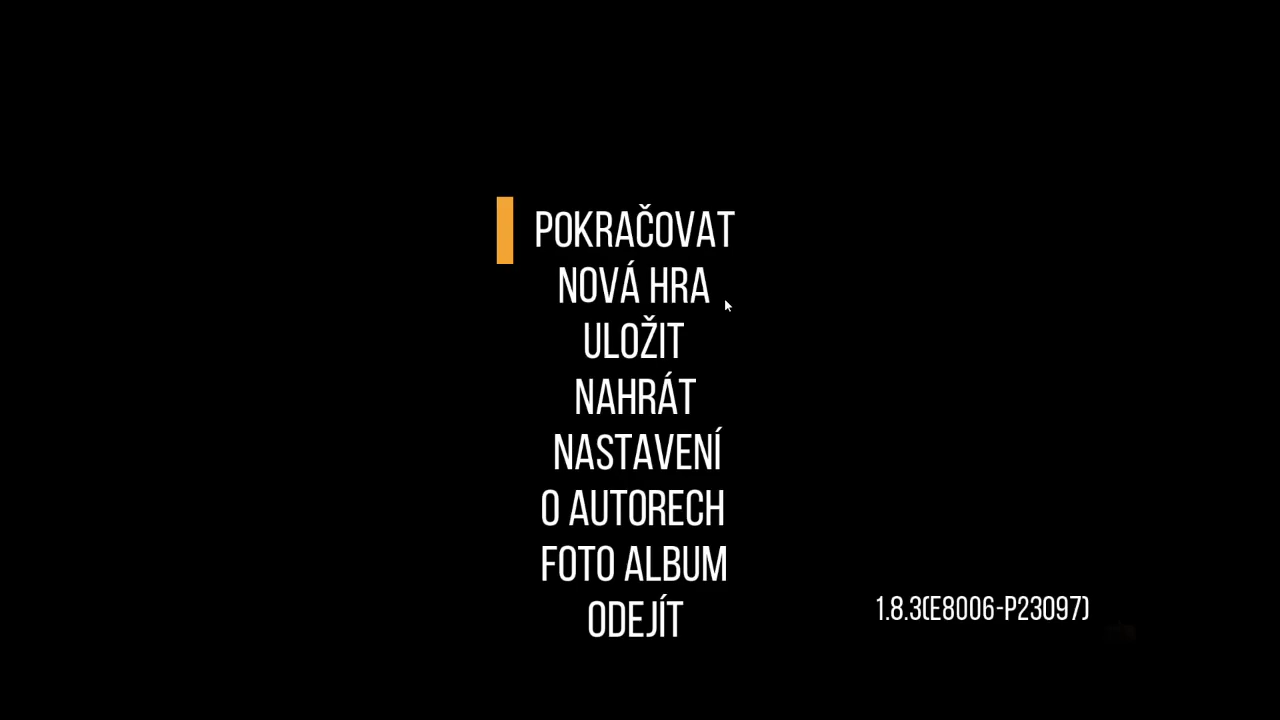 POKRAČOVAT
NOVÁ HRA
ULOŽIT
NAHRÁT
NASTAVENÍ
O AUTORECH
FOTO ALBUM
ODEJÍT
1.8.3(E8006-P23097)